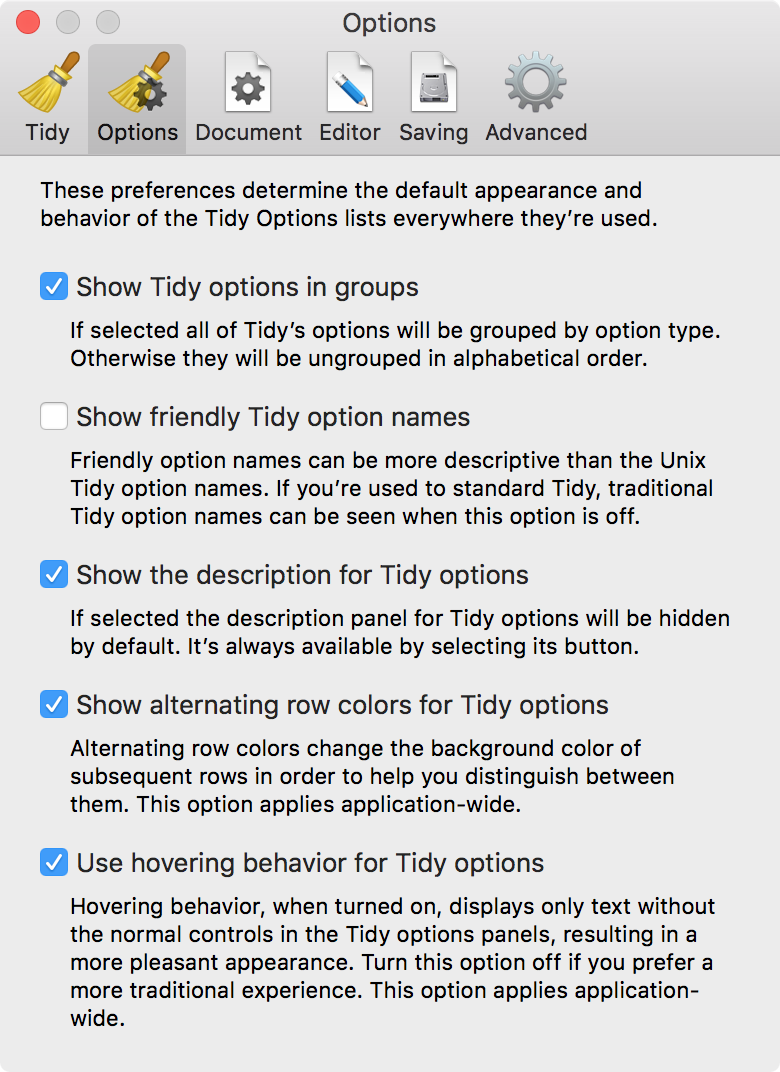 Options
Tidy Options Document Editor Saving Advanced
These preferences determine the default appearance and
behavior of the Tidy Options lists everywhere they’re used.
Show Tidy options in groups
If selected all of Tidy’s options will be grouped by option type.
Otherwise they will be ungrouped in alphabetical order.
Show friendly Tidy option names
Friendly option names can be more descriptive than the Unix
Tidy option names. If you’re used to standard Tidy, traditional
Tidy option names can be seen when this option is off.
Show the description for Tidy options
If selected the description panel for Tidy options will be hidden
by default. It’s always available by selecting its button.
Show alternating row colors for Tidy options
Alternating row colors change the background color of
subsequent rows in order to help you distinguish between
them. This option applies application-wide.
Use hovering behavior for Tidy options
Hovering behavior, when turned on, displays only text without
the normal controls in the Tidy options panels, resulting in a
more pleasant appearance. Turn this option off if you prefer a
more traditional experience. This option applies application-
wide.